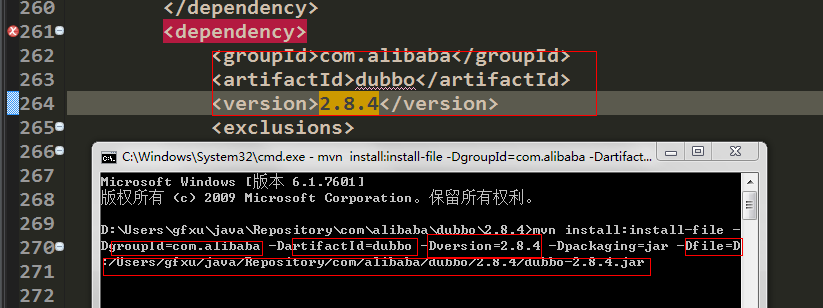 260 </dependency>
261 <dependency>
262 <groupId>com.alibaba</groupId>
263 <artifactId>dubbo</artifactId>
264 <version>2.8.4</version>
265 <exclusions>
266
267
268
269
270
271
272
C:\Windows\System32\cmd.exe - mvn install:install-file -DgroupId=com.alibaba -Dartifact...
Microsoft Windows [版本 6.1.7601]
版权所有 (c) 2009 Microsoft Corporation。保留所有权利。
D:\Users\gfxu\java\Repository\com\alibaba\dubbo\2.8.4>mvn install:install-file -
DgroupId=com.alibaba -DartifactId=dubbo -Dversion=2.8.4 -Dpackaging=jar -Dfile=D
:/Users/gfxu/java/Repository/com/alibaba/dubbo/2.8.4/dubbo-2.8.4.jar